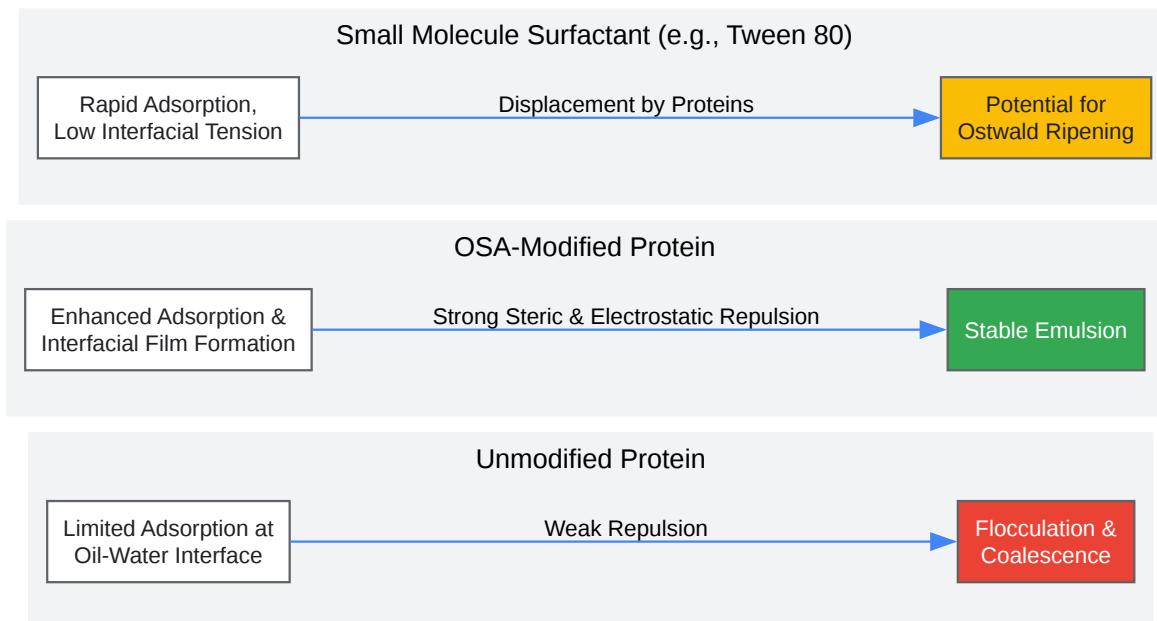 Small Molecule Surfactant (e.g., Tween 80)
Rapid Adsorption,
Low Interfacial Tension
Displacement by Proteins
Potential for
Ostwald Ripening
OSA-Modified Protein
Enhanced Adsorption &
Interfacial Film Formation
Strong Steric & Electrostatic Repulsion
Stable Emulsion
Unmodified Protein
Limited Adsorption at
Oil-Water Interface
Weak Repulsion
Flocculation &
Coalescence